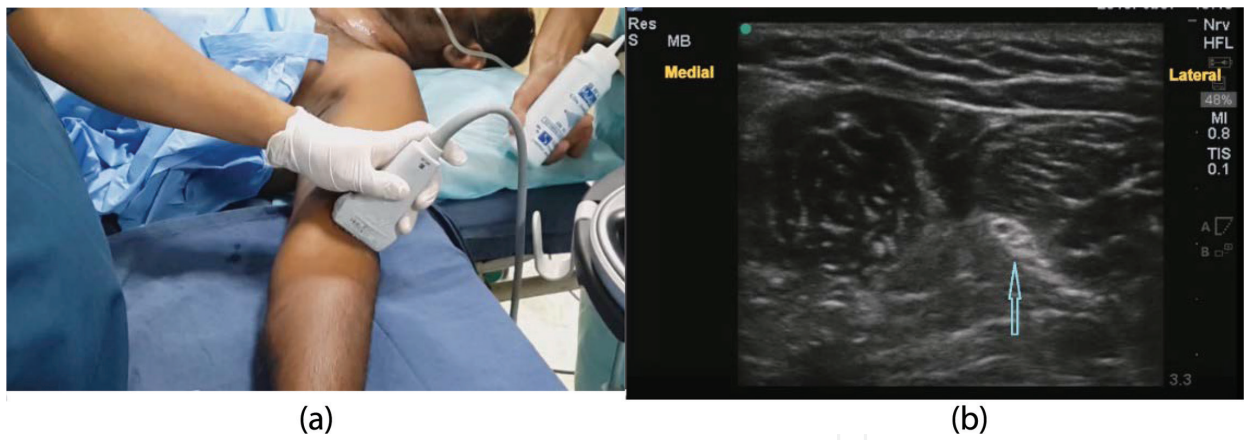 Res
S
MB
Medial
Lateral
Nrv
HFL
48%
MI
0.8
TIS
0.1
A
B
3.3
(a)
(b)